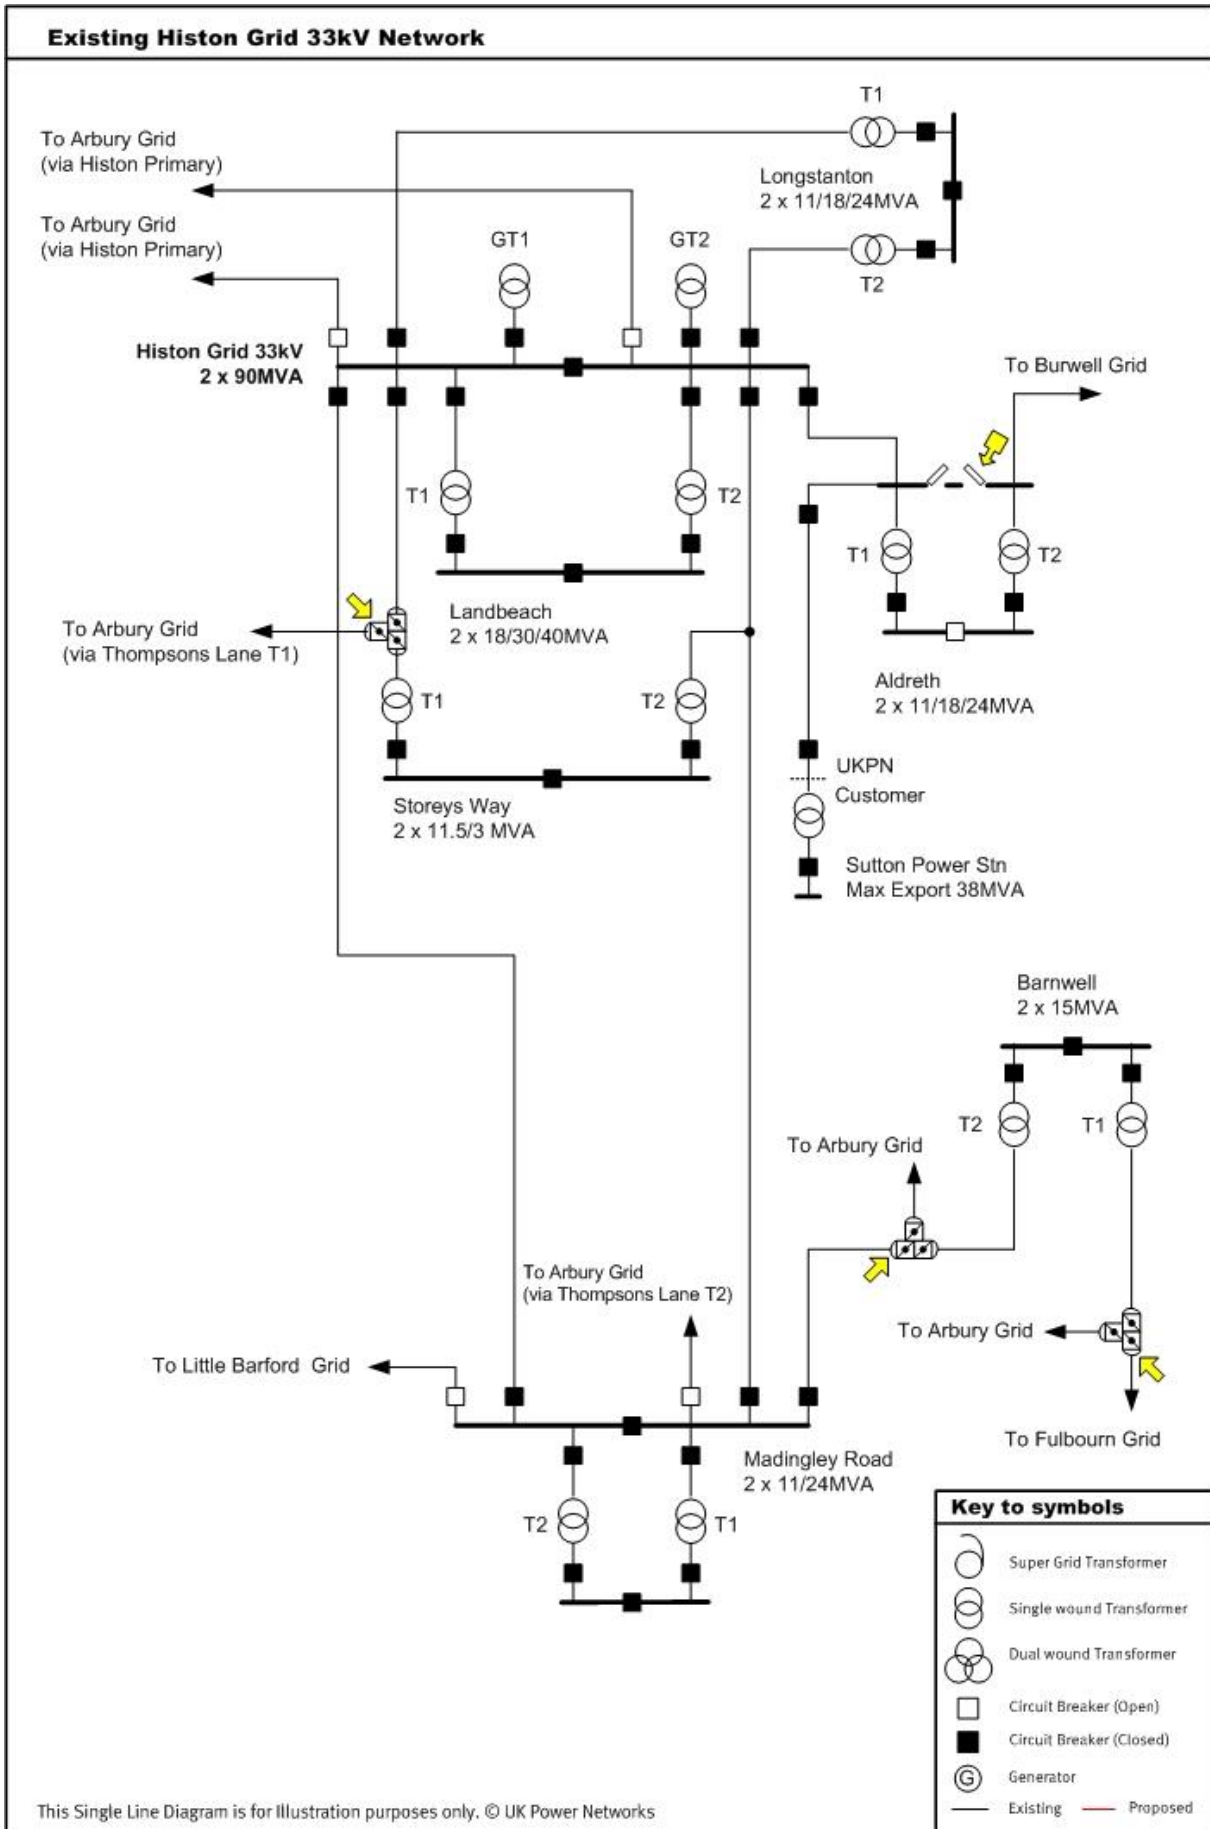 Existing Histon Grid 33kV Network
T1
To Arbury Grid
(via Histon Primary)
Longstanton
2 x 11/18/24MVA
To Arbury Grid
(via Histon Primary)
GT1
GT2
T2
Histon Grid 33kV
2 x 90MVA
To Burwell Grid
T1
T2
T1
T2
Landbeach
2 x 18/30/40MVA
To Arbury Grid
(via Thompsons Lane T1)
Aldreth
2 x 11/18/24MVA
T1
T2
UKPN
Customer
Storeys Way
2 x 11.5/3 MVA
Sutton Power Stn
Max Export 38MVA
Barnwell
2 x 15MVA
T2
T1
To Arbury Grid
To Arbury Grid
(via Thompsons Lane T2)
To Arbury Grid
To Little Barford Grid
To Fulbourn Grid
Madingley Road
2 x 11/24MVA
T2
T1
Key to symbols
Super Grid Transformer
Single wound Transformer
Dual wound Transformer
Circuit Breaker (Open)
Circuit Breaker (Closed)
G
Generator
Existing
Proposed
This Single Line Diagram is for Illustration purposes only. © UK Power Networks